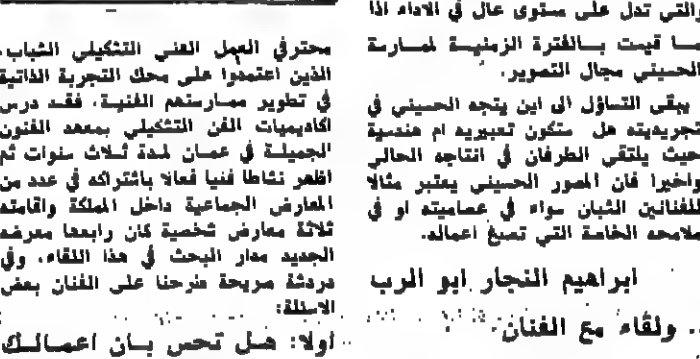 والتي تدل على مستوى عال في الاداء اذا
ما قيست بالفترة الزمنية لممارسة
الحسيني مجال التصوير.
يبقى التساؤل الى اين يتجه الحسيني في
تجريديته هل ستكون تعبيريه ام هندسية
حيث يلتقي الطرفان في انتاجه الحالي
واخيرا فان المصور الحسيني يعتبر مثالا
للفنانين الشبان سواء في عصاميته او في
ملامحه الخاصة التي تصبغ اعماله.
ابراهيم النجار ابو الرب
ولقاء مع الفنان
محترفي العمل الفني التشكيلي الشباب.
الذين اعتمدوا على محك التجربة الذاتية
في تطوير ممارستهم الفنية. فقد درس
اكاديميات الفن التشكيلي بمعهد الفنون
الجميلة في عمان لمدة ثلاث سنوات ثم
اظهر نشاطا فنيا فعالا باشتراكه في عدد من
المعارض الجماعية داخل المملكة واقامته
ثلاثة معارض شخصية كان رابعها معرضه
الجديد مدار البحث في هذا اللقاء. وفي
دردشة صريحة طرحنا على الفنان بعض
الاسئلة:
أولا: هل تحس بان اعمالك